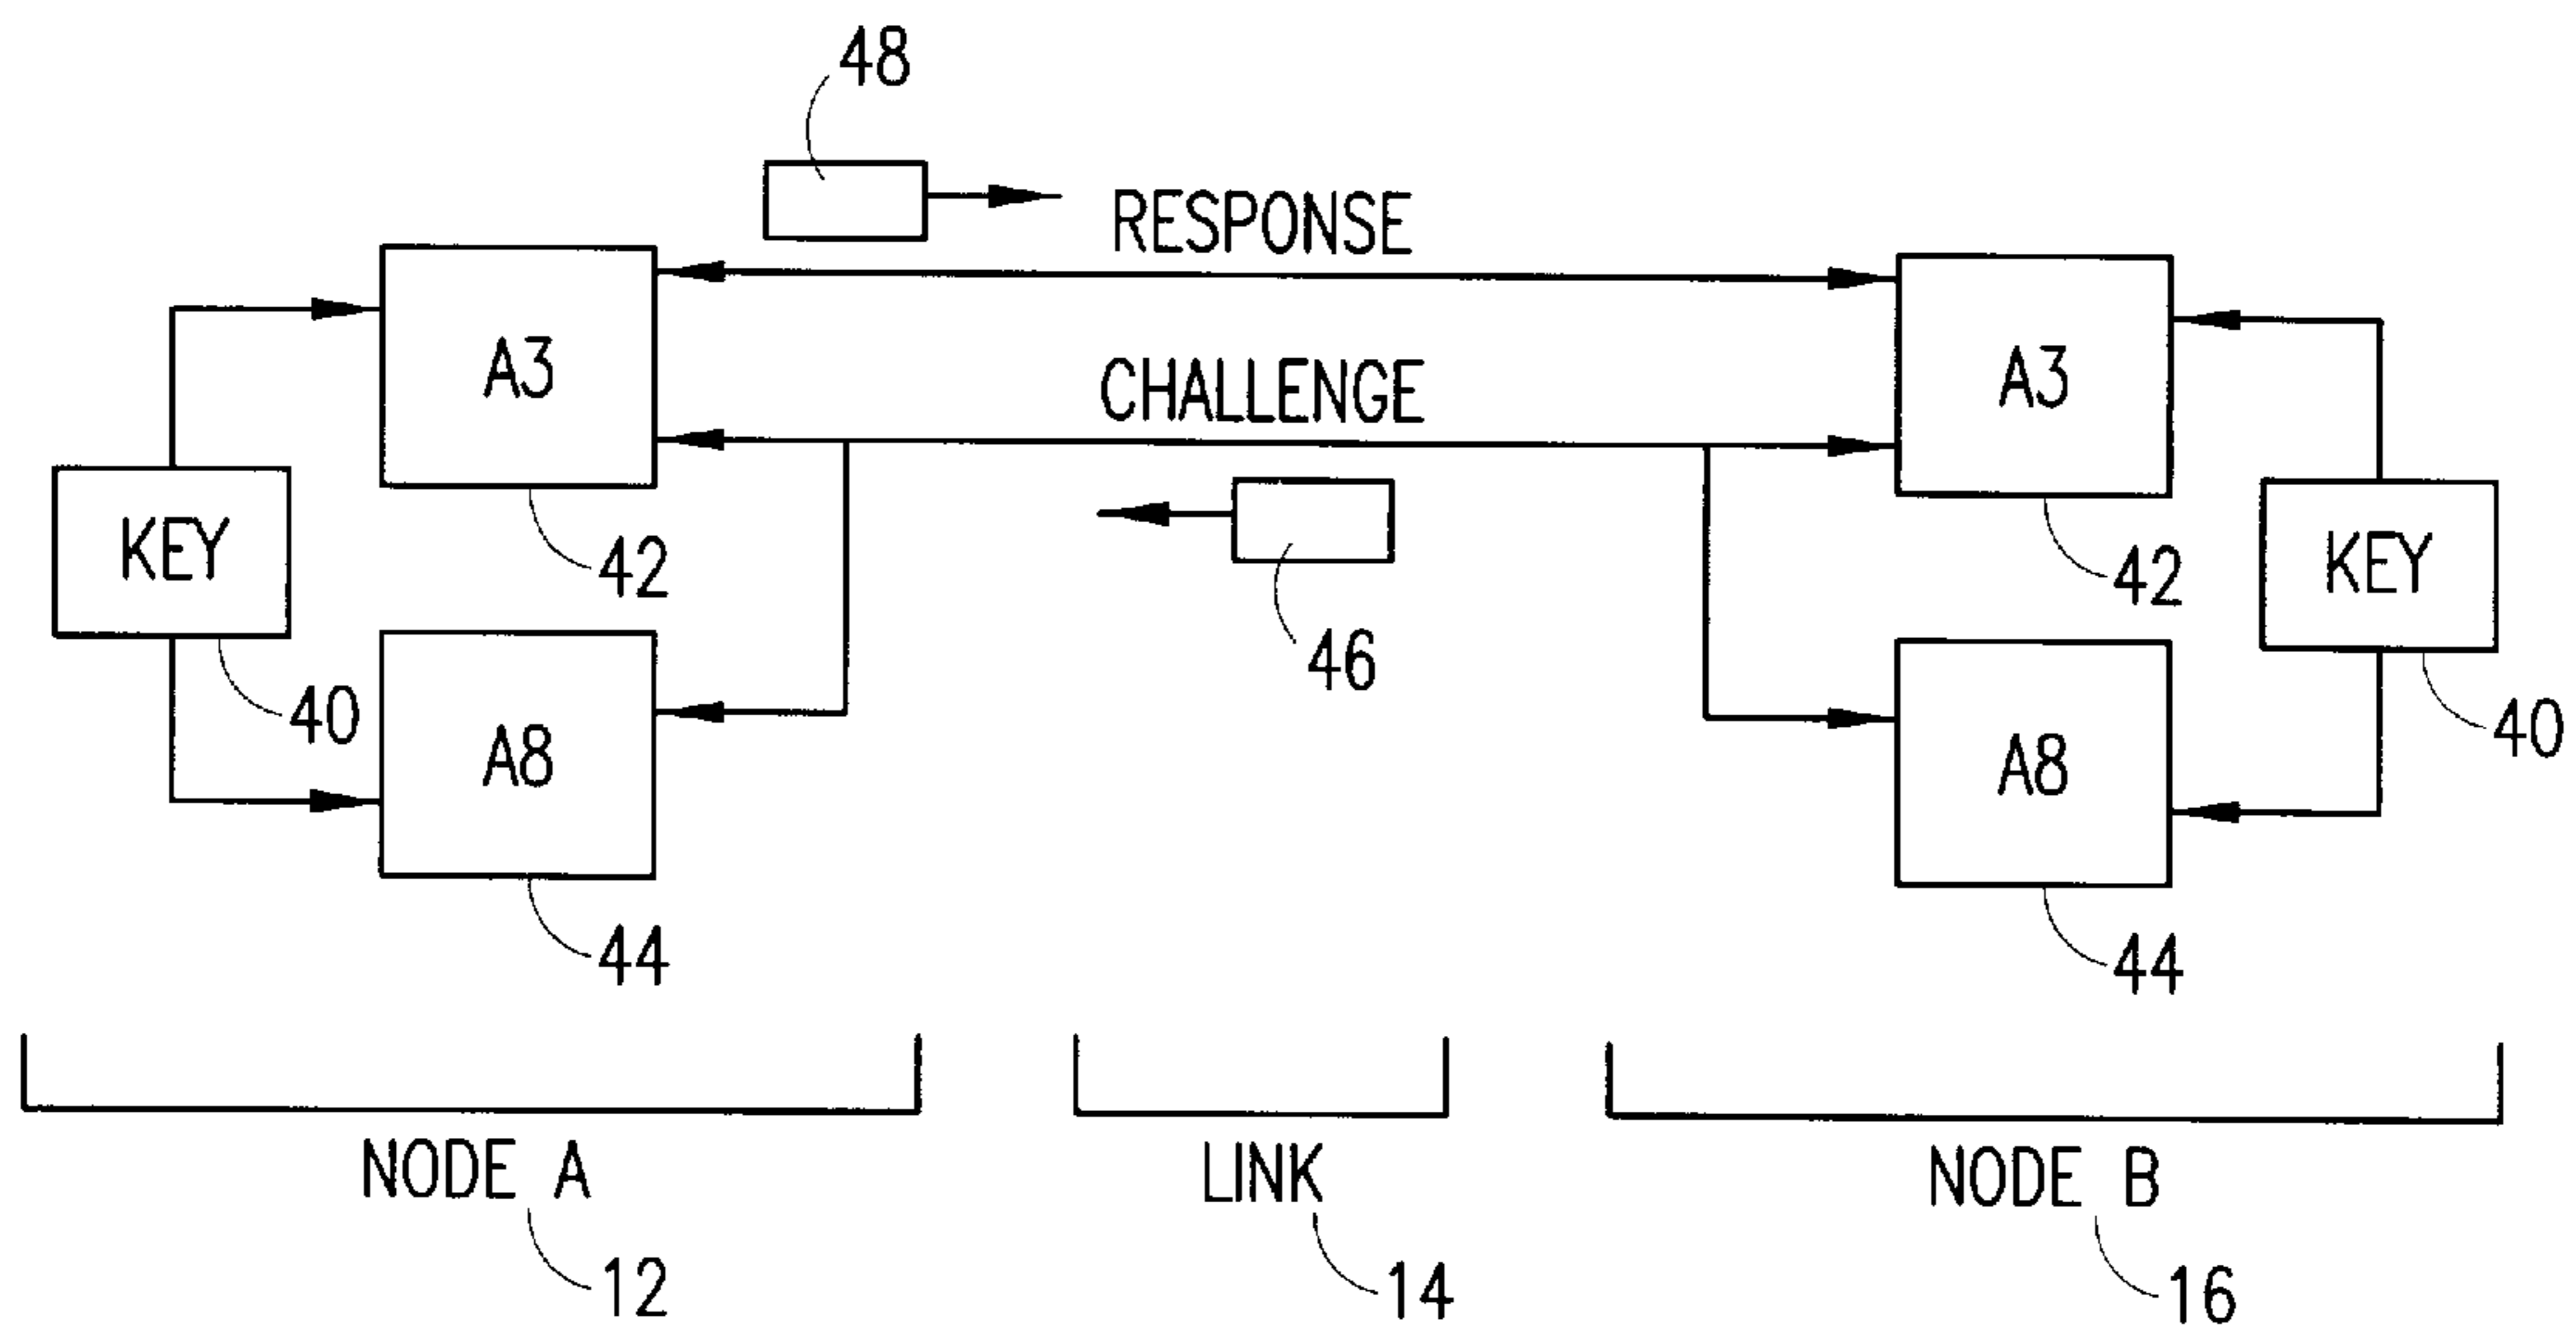 48
RESPONSE
A3
A3
CHALLENGE
KEY
42
42
KEY
46
40
40
A8
A8
44
44
NODE A
LINK
NODE B
12
14
16